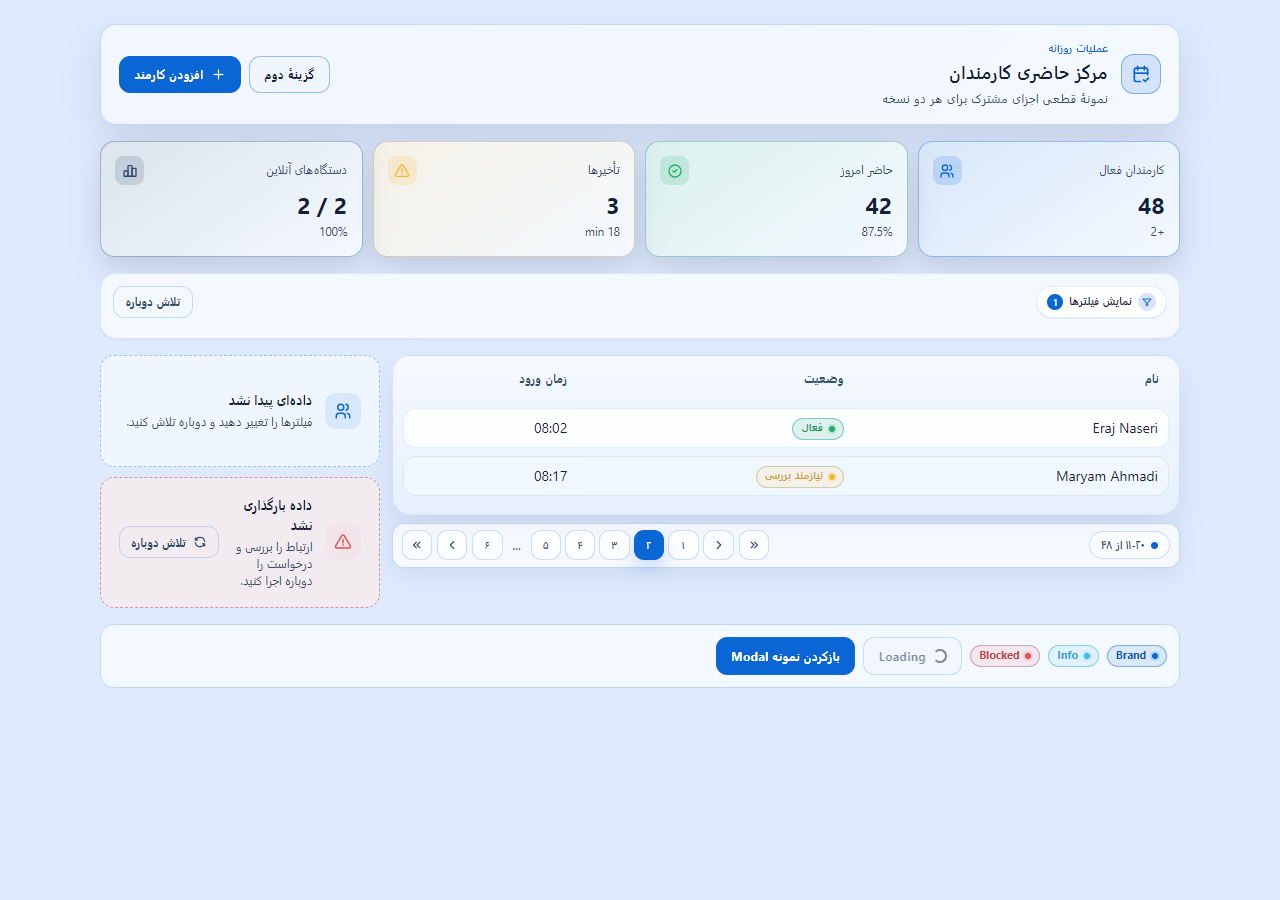 عملیات روزانه
مرکز حاضری کارمندان
نمونهٔ قطعی اجزای مشترک برای هر دو نسخه
گزینهٔ دوم
افزودن کارمند
کارمندان فعال
48
+2
حاضر امروز
42
87.5%
تأخیرها
3
18 min
دستگاه‌های آنلاین
2 / 2
100%
نمایش فیلترها 1
تلاش دوباره
نام وضعیت زمان ورود
Eraj Naseri فعال 08:02
Maryam Ahmadi نیازمند بررسی 08:17
۱۱-۲۰ از ۴۸
» › ۱ ۲ ۳ ۴ ۵ ... ۶ ‹ «
داده‌ای پیدا نشد
فیلترها را تغییر دهید و دوباره تلاش کنید.
داده بارگذاری
نشد
ارتباط را بررسی و
درخواست را
دوباره اجرا کنید.
تلاش دوباره
Brand
Info
Blocked
Loading
بازکردن نمونه Modal